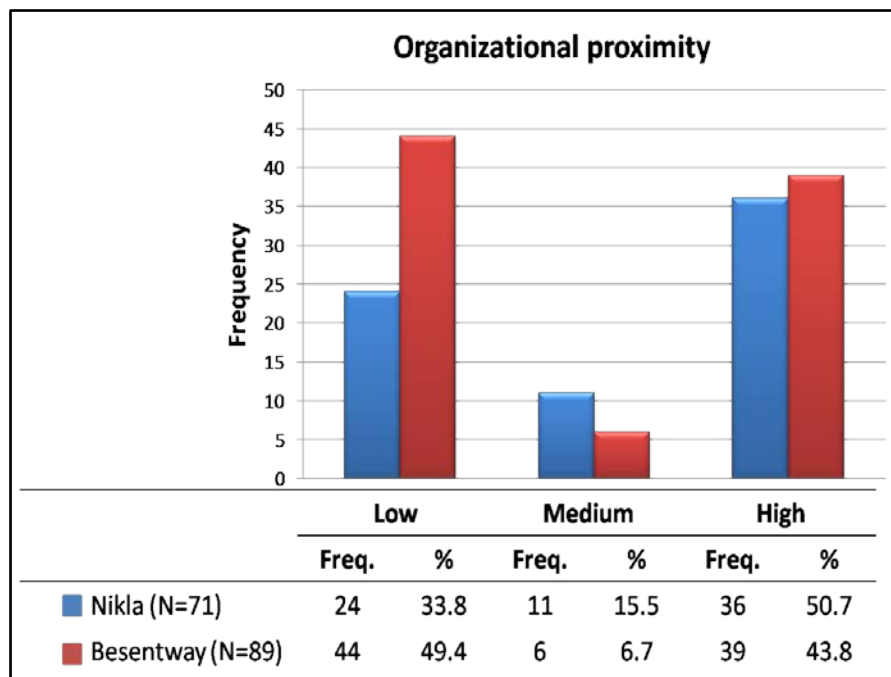 Organizational proximity
50
45
40
35
30
25
20
15
10
5
0
Frequency
Low Medium High
Freq. % Freq. % Freq. %
Nikla (N=71) 24 33.8 11 15.5 36 50.7
Besentway (N=89) 44 49.4 6 6.7 39 43.8